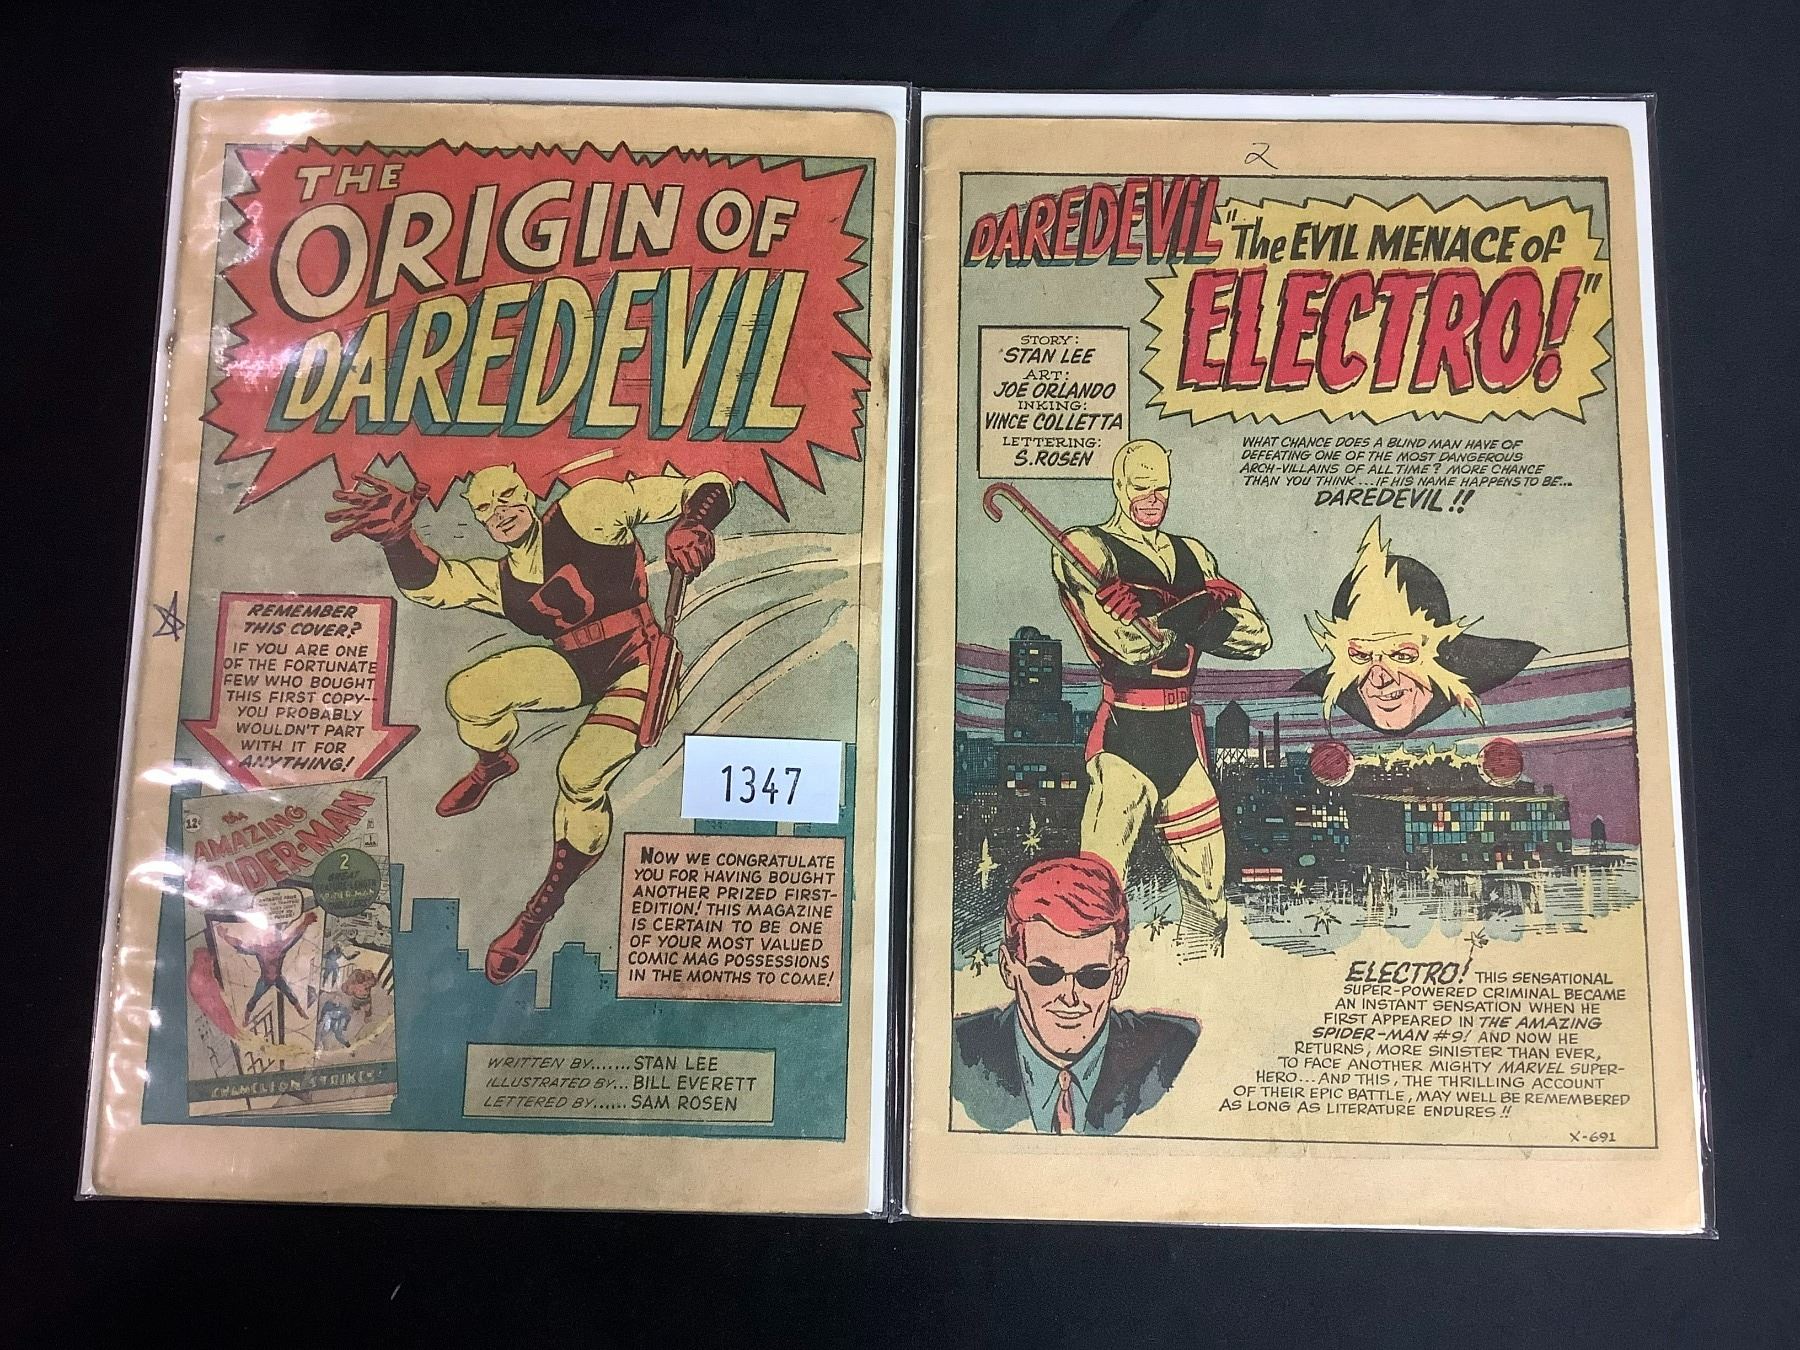 THE
ORIGIN OF
DAREDEVIL
REMEMBER
THIS COVER?
IF YOU ARE ONE
OF THE FORTUNATE
FEW WHO BOUGHT
THIS FIRST COPY--
YOU PROBABLY
WOULDN'T PART
WITH IT FOR
ANYTHING!
12¢
the
AMAZING
SPIDER-MAN
1
2
GREAT
CHAMELEON STRIKES
1347
NOW WE CONGRATULATE
YOU FOR HAVING BOUGHT
ANOTHER PRIZED FIRST-
EDITION! THIS MAGAZINE
IS CERTAIN TO BE ONE
OF YOUR MOST VALUED
COMIC MAG POSSESSIONS
IN THE MONTHS TO COME!
WRITTEN BY....... STAN LEE
ILLUSTRATED BY... BILL EVERETT
LETTERED BY...... SAM ROSEN
2
DAREDEVIL
"The EVIL MENACE of
ELECTRO!"
STORY:
STAN LEE
ART:
JOE ORLANDO
INKING:
VINCE COLLETTA
LETTERING:
S. ROSEN
WHAT CHANCE DOES A BLIND MAN HAVE OF
DEFEATING ONE OF THE MOST DANGEROUS
ARCH-VILLAINS OF ALL TIME? MORE CHANCE
THAN YOU THINK...IF HIS NAME HAPPENS TO BE...
DAREDEVIL!!
ELECTRO! THIS SENSATIONAL
SUPER-POWERED CRIMINAL BECAME
AN INSTANT SENSATION WHEN HE
FIRST APPEARED IN THE AMAZING
SPIDER-MAN #9! AND NOW HE
RETURNS, MORE SINISTER THAN EVER,
TO FACE ANOTHER MIGHTY MARVEL SUPER-
HERO... AND THIS, THE THRILLING ACCOUNT
OF THEIR EPIC BATTLE, MAY WELL BE REMEMBERED
AS LONG AS LITERATURE ENDURES!!
X-691